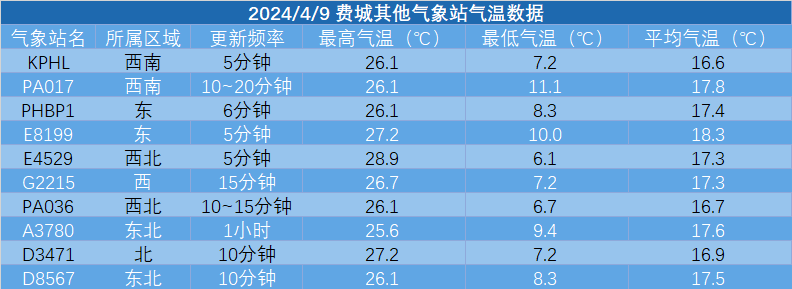 2024/4/9 费城其他气象站气温数据
气象站名 所属区域 更新频率 最高气温（℃） 最低气温（℃） 平均气温（℃）
KPHL 西南 5分钟 26.1 7.2 16.6
PA017 西南 10~20分钟 26.1 11.1 17.8
PHBP1 东 6分钟 26.1 8.3 17.4
E8199 东 5分钟 27.2 10.0 18.3
E4529 西北 5分钟 28.9 6.1 17.3
G2215 西 15分钟 26.7 7.2 17.3
PA036 西北 10~15分钟 26.1 6.7 16.7
A3780 东北 1小时 25.6 9.4 17.6
D3471 北 10分钟 27.2 7.2 16.9
D8567 东北 10分钟 26.1 8.3 17.5